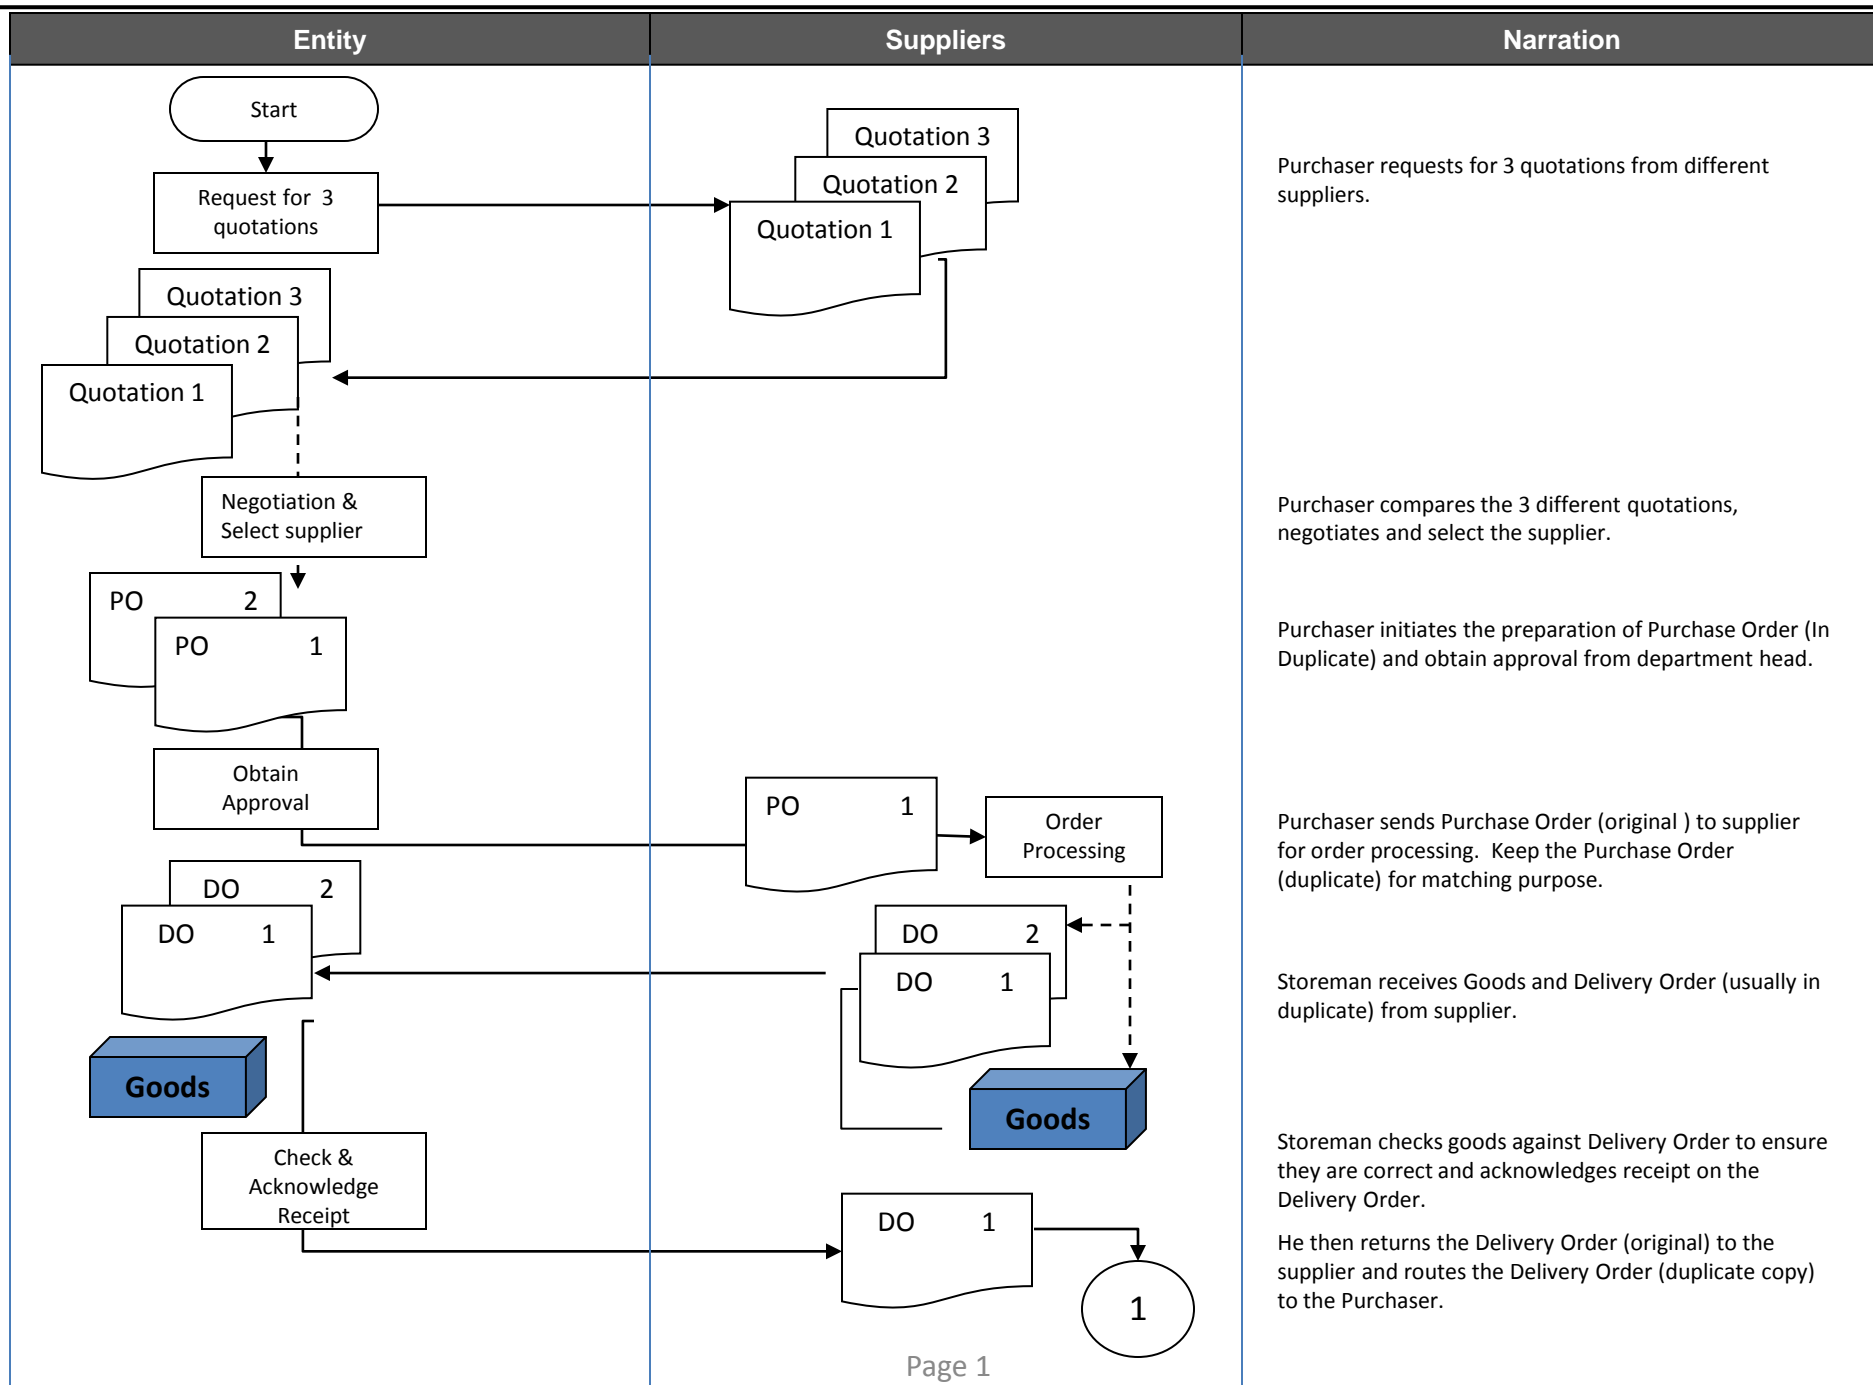 Entity
Suppliers
Narration
Start
Request for  3
quotations
Quotation 3
Quotation 2
Quotation 1
Purchaser requests for 3 quotations from different
suppliers.
Quotation 3
Quotation 2
Quotation 1
Negotiation &
Select supplier
Purchaser compares the 3 different quotations,
negotiates and select the supplier.
PO 2
PO 1
Purchaser initiates the preparation of Purchase Order (In
Duplicate) and obtain approval from department head.
Obtain
Approval
PO 1
Order
Processing
Purchaser sends Purchase Order (original ) to supplier
for order processing.  Keep the Purchase Order
(duplicate) for matching purpose.
DO 2
DO 1
DO 2
DO 1
Storeman receives Goods and Delivery Order (usually in
duplicate) from supplier.
Goods
Goods
Check &
Acknowledge
Receipt
Storeman checks goods against Delivery Order to ensure
they are correct and acknowledges receipt on the
Delivery Order.
DO 1
1
He then returns the Delivery Order (original) to the
supplier and routes the Delivery Order (duplicate copy)
to the Purchaser.
Page 1